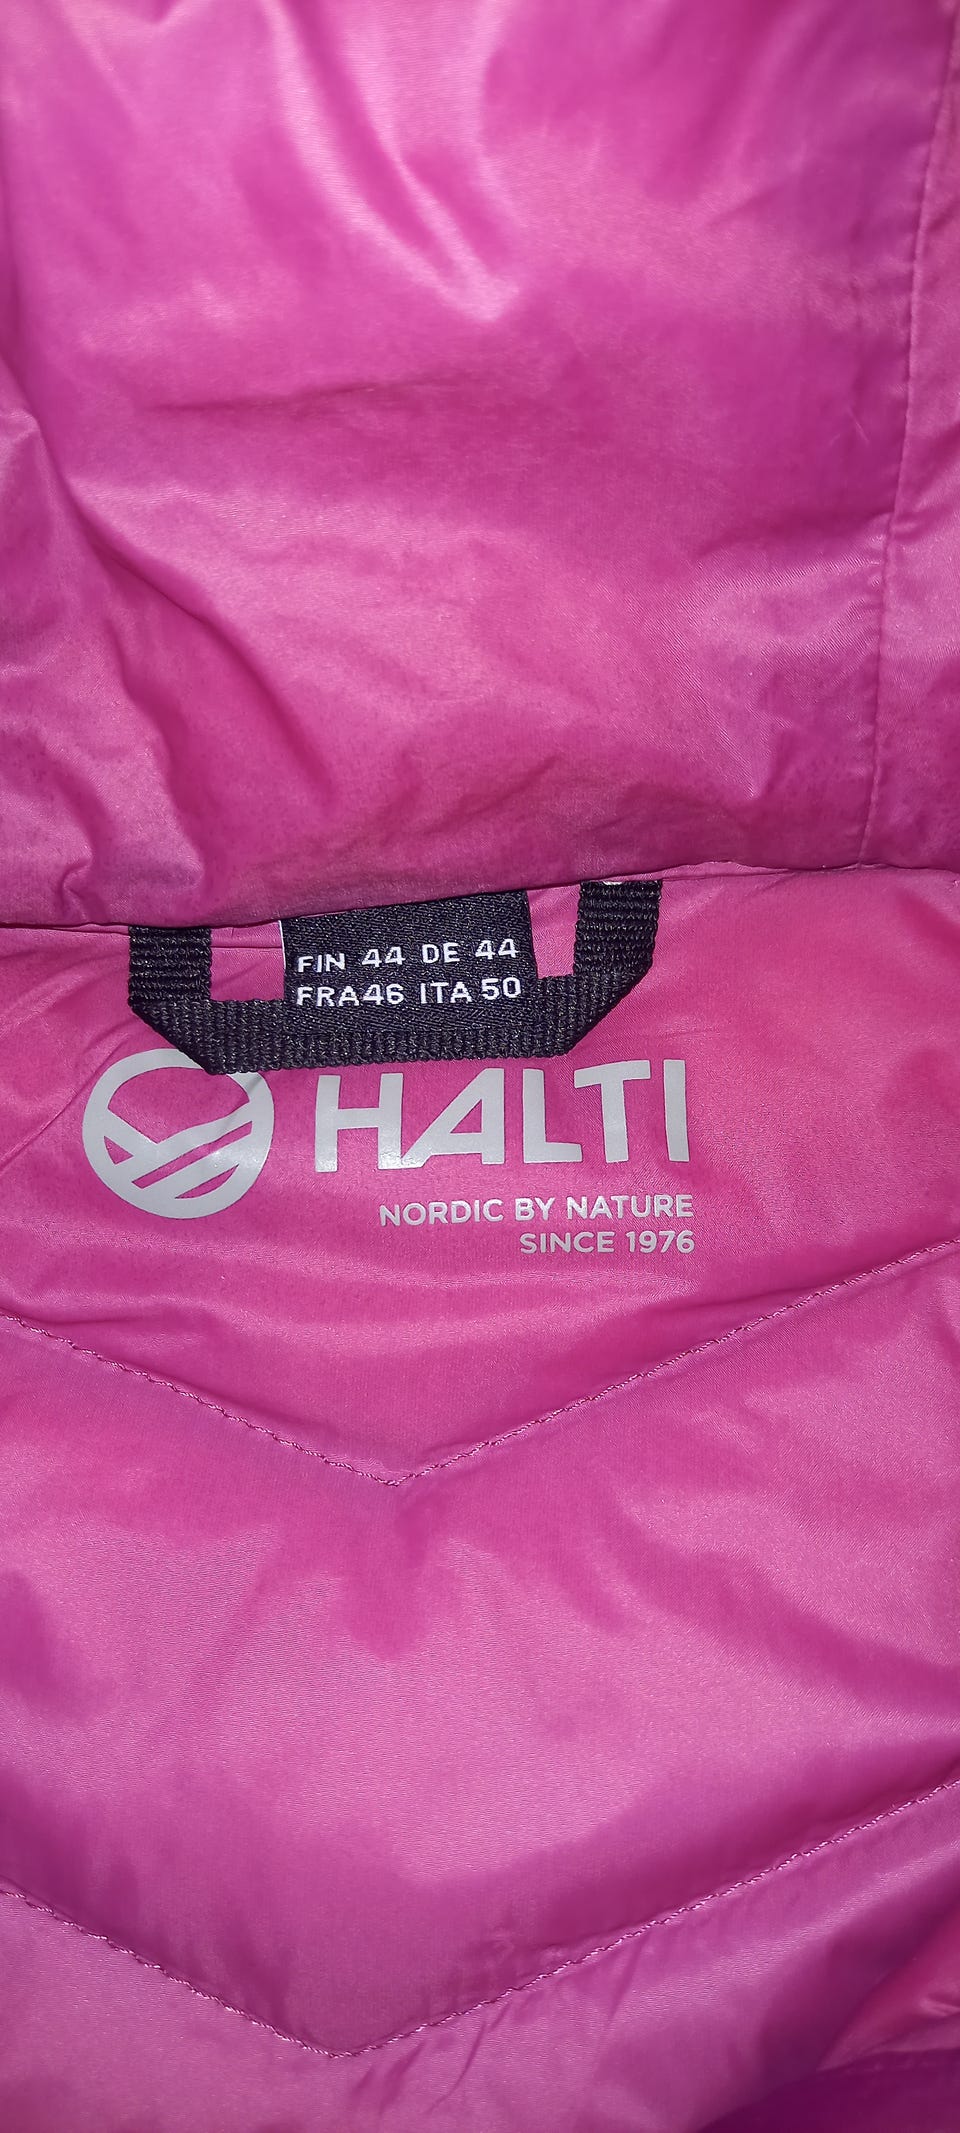 FIN 44 DE 44
FRA46 ITA 50
HALTI
NORDIC BY NATURE
SINCE 1976